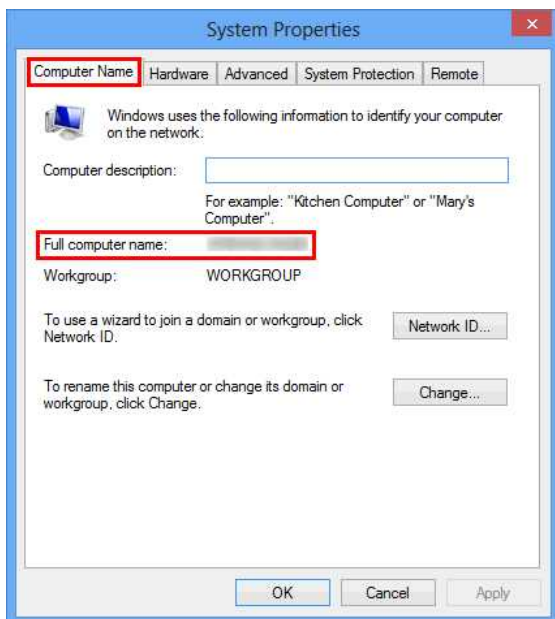 System Properties
Computer Name Hardware Advanced System Protection Remote
Windows uses the following information to identify your computer
on the network.
Computer description:
For example: "Kitchen Computer" or "Mary's
Computer".
Full computer name:
Workgroup: WORKGROUP
To use a wizard to join a domain or workgroup, click
Network ID.
Network ID...
To rename this computer or change its domain or
workgroup, click Change.
Change...
OK Cancel Apply